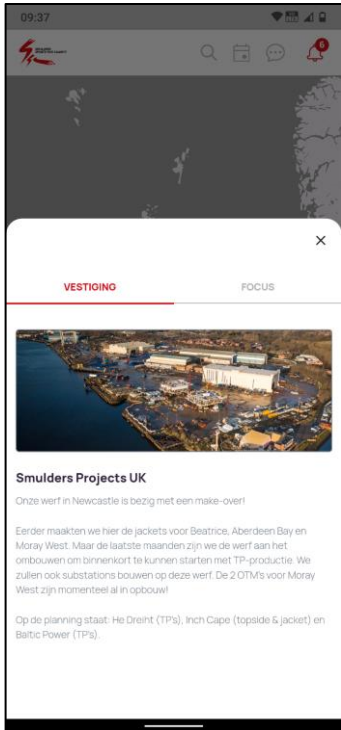 09:37
6
VESTIGING
FOCUS
Smulders Projects UK
Onze werf in Newcastle is bezig met een make-over!
Eerder maakten we hier de jackets voor Beatrice, Aberdeen Bay en
Moray West. Maar de laatste maanden zijn we de werf aan het
ombouwen om binnenkort te kunnen starten met TP-productie. We
zullen ook substations bouwen op deze werf. De 2 OTM's voor Moray
West zijn momenteel al in opbouw!
Op de planning staat: He Dreiht (TP's), Inch Cape (topside & jacket) en
Baltic Power (TP's).